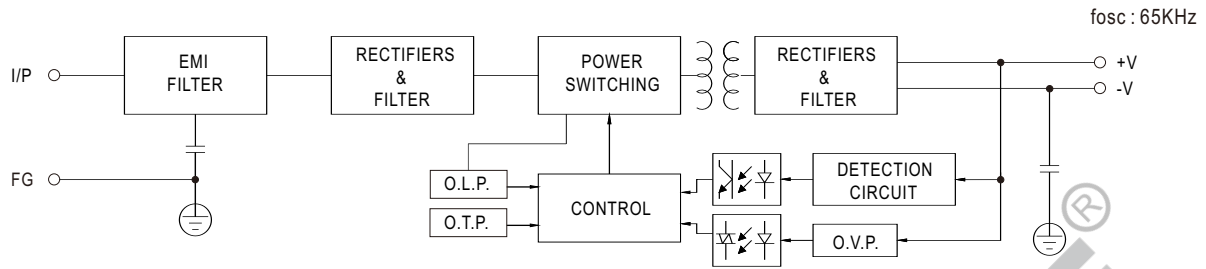 fosc : 65KHz
I/P
EMI
FILTER
RECTIFIERS
&
FILTER
POWER
SWITCHING
RECTIFIERS
&
FILTER
+V
-V
FG
O.L.P.
O.T.P.
CONTROL
DETECTION
CIRCUIT
O.V.P.
®